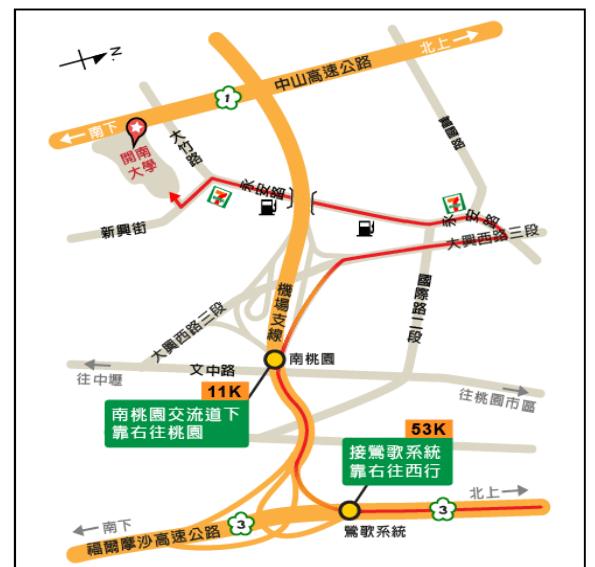 N
北上
中山高速公路
1
南下
開南
大學
大竹路
寶慶路
7
永安路
7
永安路
新興街
大興西路三段
國際路二段
機場支線
大興西路三段
南桃園
文中路
往中壢
往桃園市區
11K
南桃園交流道下
靠右往桃園
53K
接鶯歌系統
靠右往西行
北上
3
3
南下
福爾摩沙高速公路
鶯歌系統